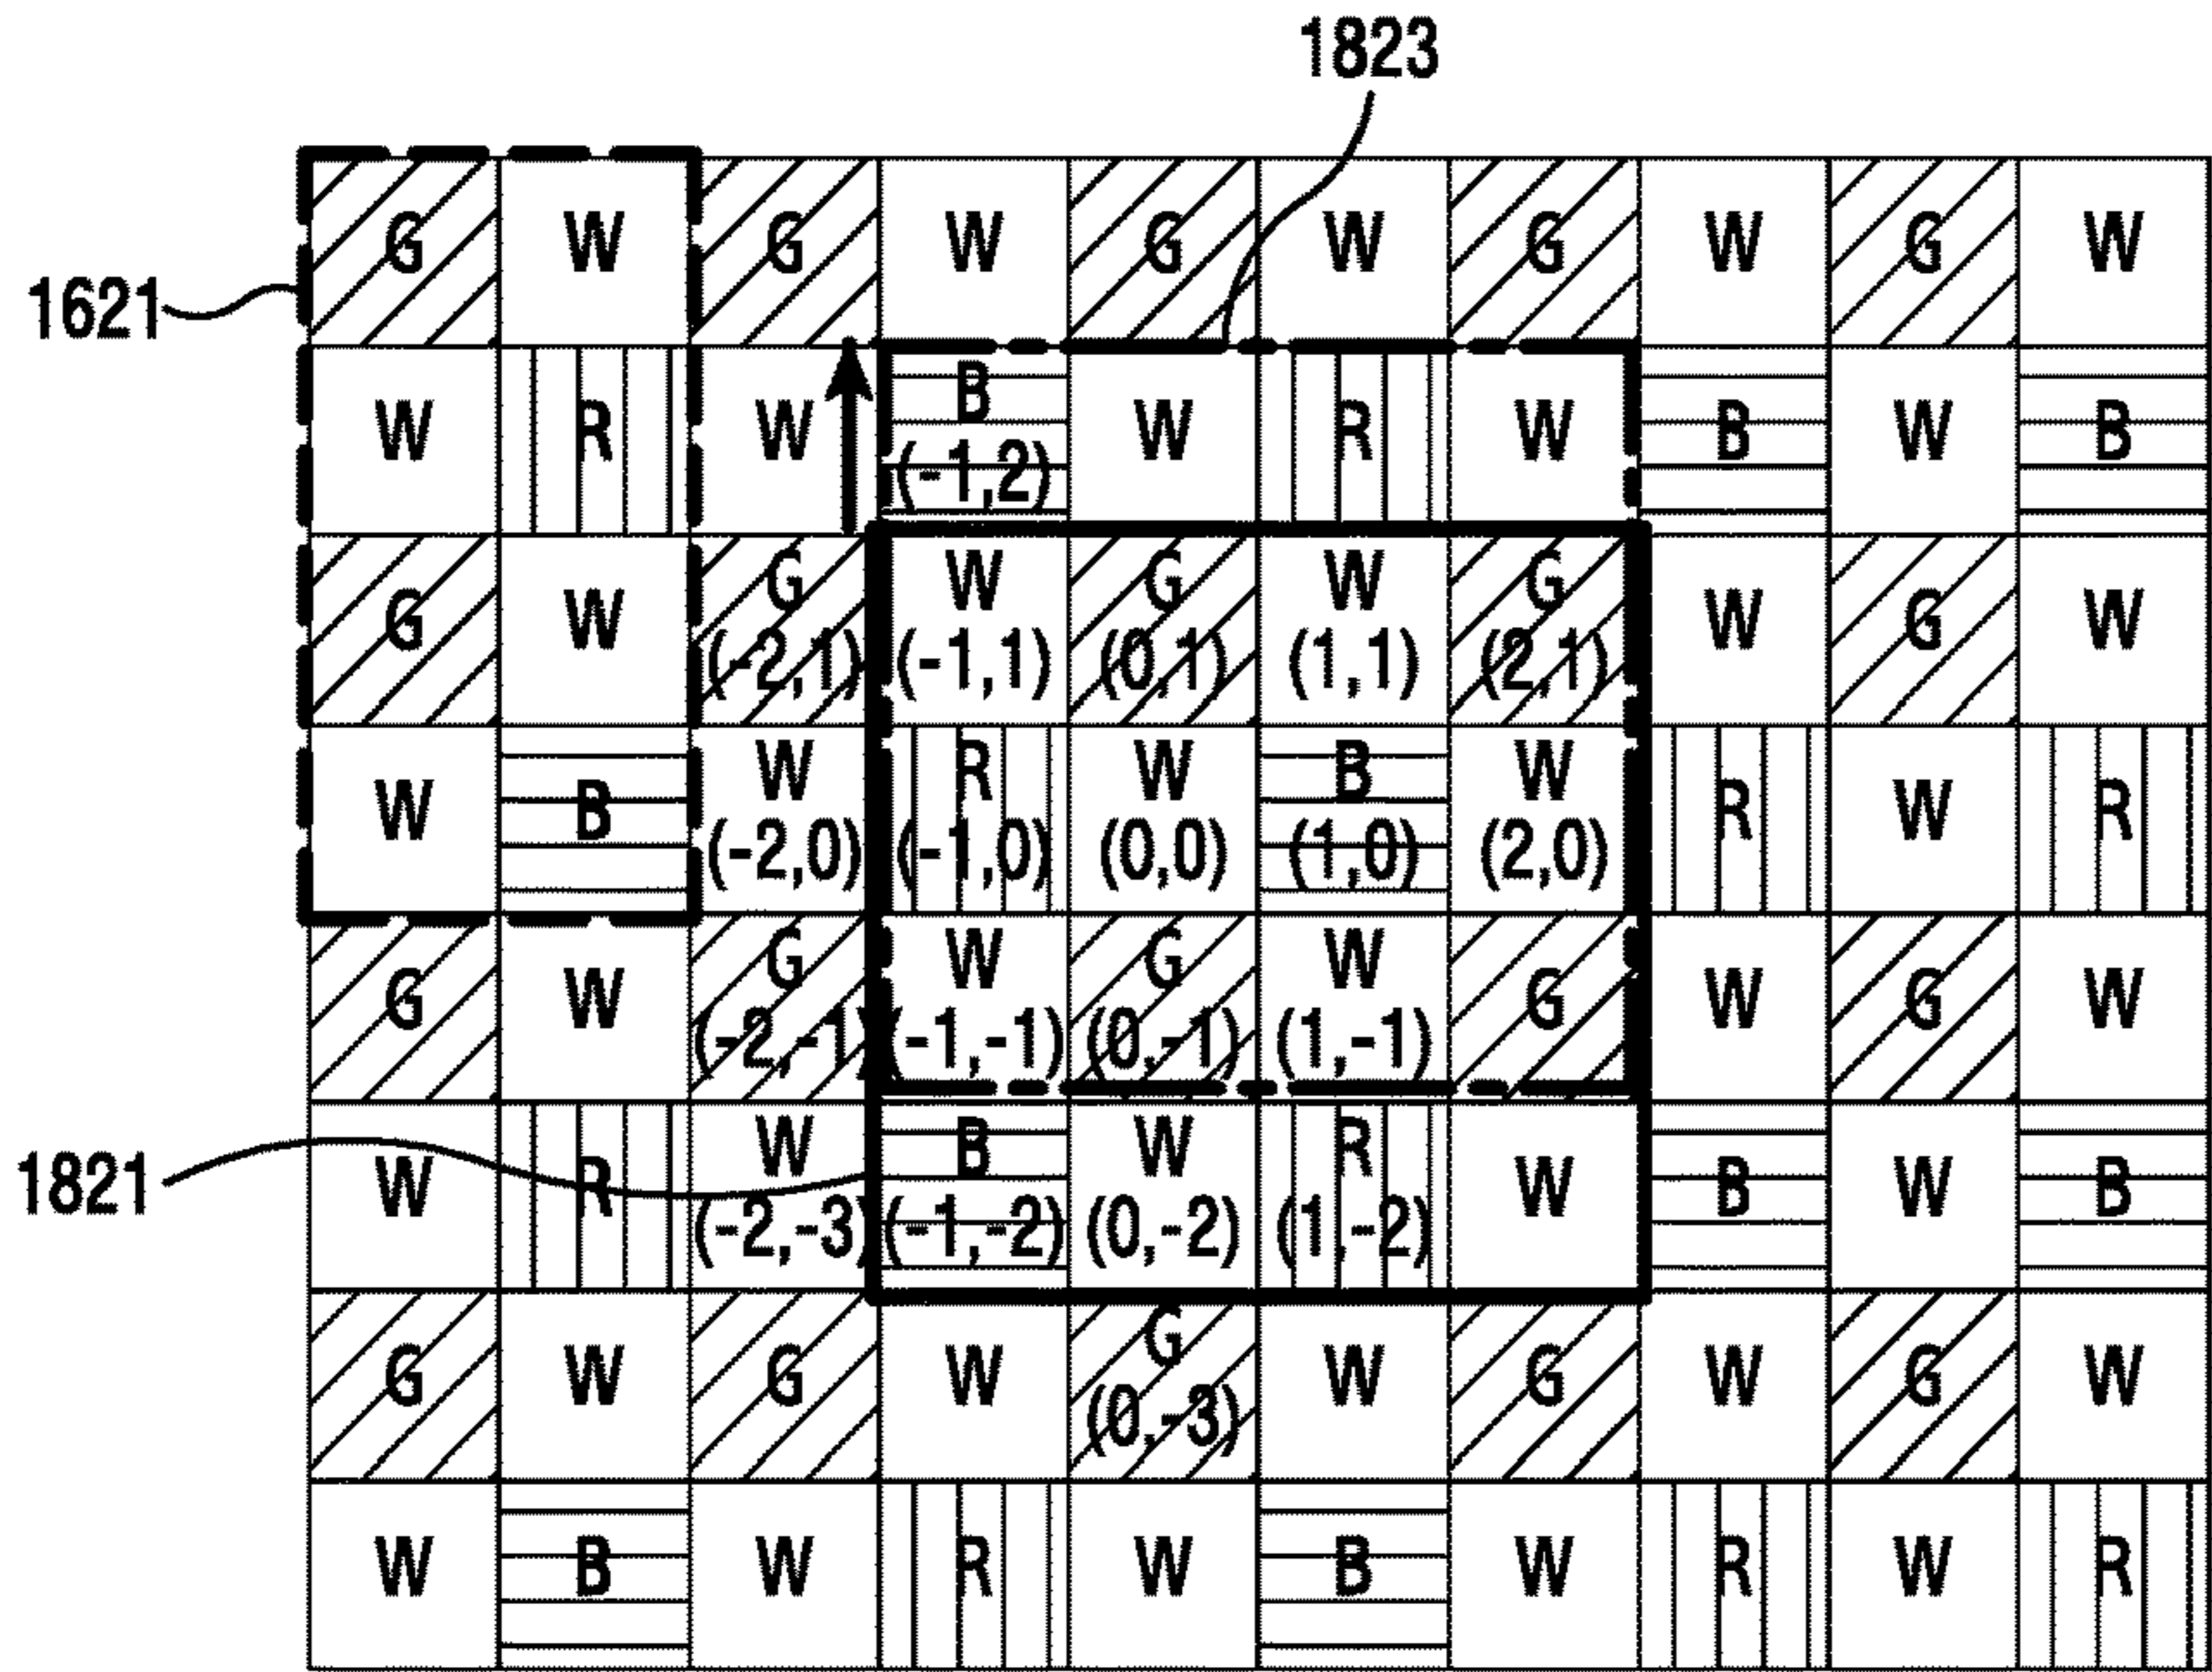 1823
G W G W G W G W G W
1621
W R W B W R W B W B
(-1,2)
G W G W G W G W G W
(-2,1) (-1,1) (0,1) (1,1) (2,1)
W B W R W B W R W R
(-2,0) (-1,0) (0,0) (1,0) (2,0)
G W G W G W G W G W
(-2,-1) (-1,-1) (0,-1) (1,-1)
1821
W R W B W R W B W B
(-2,-3) (-1,-2) (0,-2) (1,-2)
G W G W G W G W G W
(0,-3)
W B W R W B W R W R